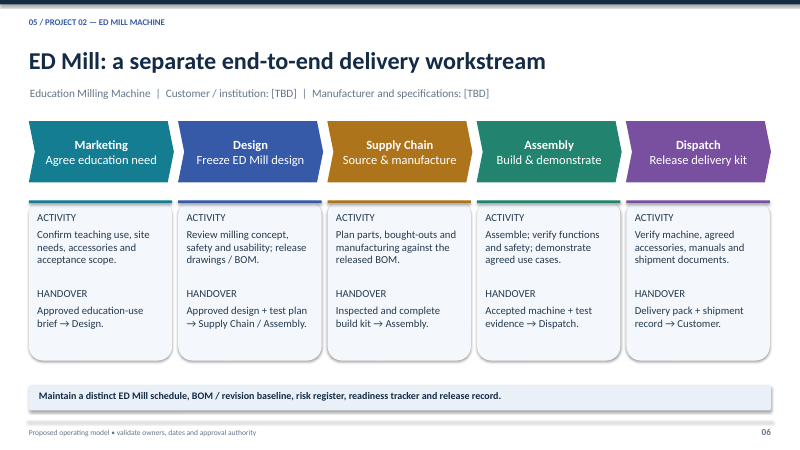 05 / PROJECT 02 — ED MILL MACHINE
ED Mill: a separate end-to-end delivery workstream
Education Milling Machine | Customer / institution: [TBD] | Manufacturer and specifications: [TBD]
Marketing
Agree education need
Design
Freeze ED Mill design
Supply Chain
Source & manufacture
Assembly
Build & demonstrate
Dispatch
Release delivery kit
ACTIVITY
Confirm teaching use, site
needs, accessories and
acceptance scope.
HANDOVER
Approved education-use
brief → Design.
ACTIVITY
Review milling concept,
safety and usability; release
drawings / BOM.
HANDOVER
Approved design + test plan
→ Supply Chain / Assembly.
ACTIVITY
Plan parts, bought-outs and
manufacturing against the
released BOM.
HANDOVER
Inspected and complete
build kit → Assembly.
ACTIVITY
Assemble; verify functions
and safety; demonstrate
agreed use cases.
HANDOVER
Accepted machine + test
evidence → Dispatch.
ACTIVITY
Verify machine, agreed
accessories, manuals and
shipment documents.
HANDOVER
Delivery pack + shipment
record → Customer.
Maintain a distinct ED Mill schedule, BOM / revision baseline, risk register, readiness tracker and release record.
Proposed operating model • validate owners, dates and approval authority
06